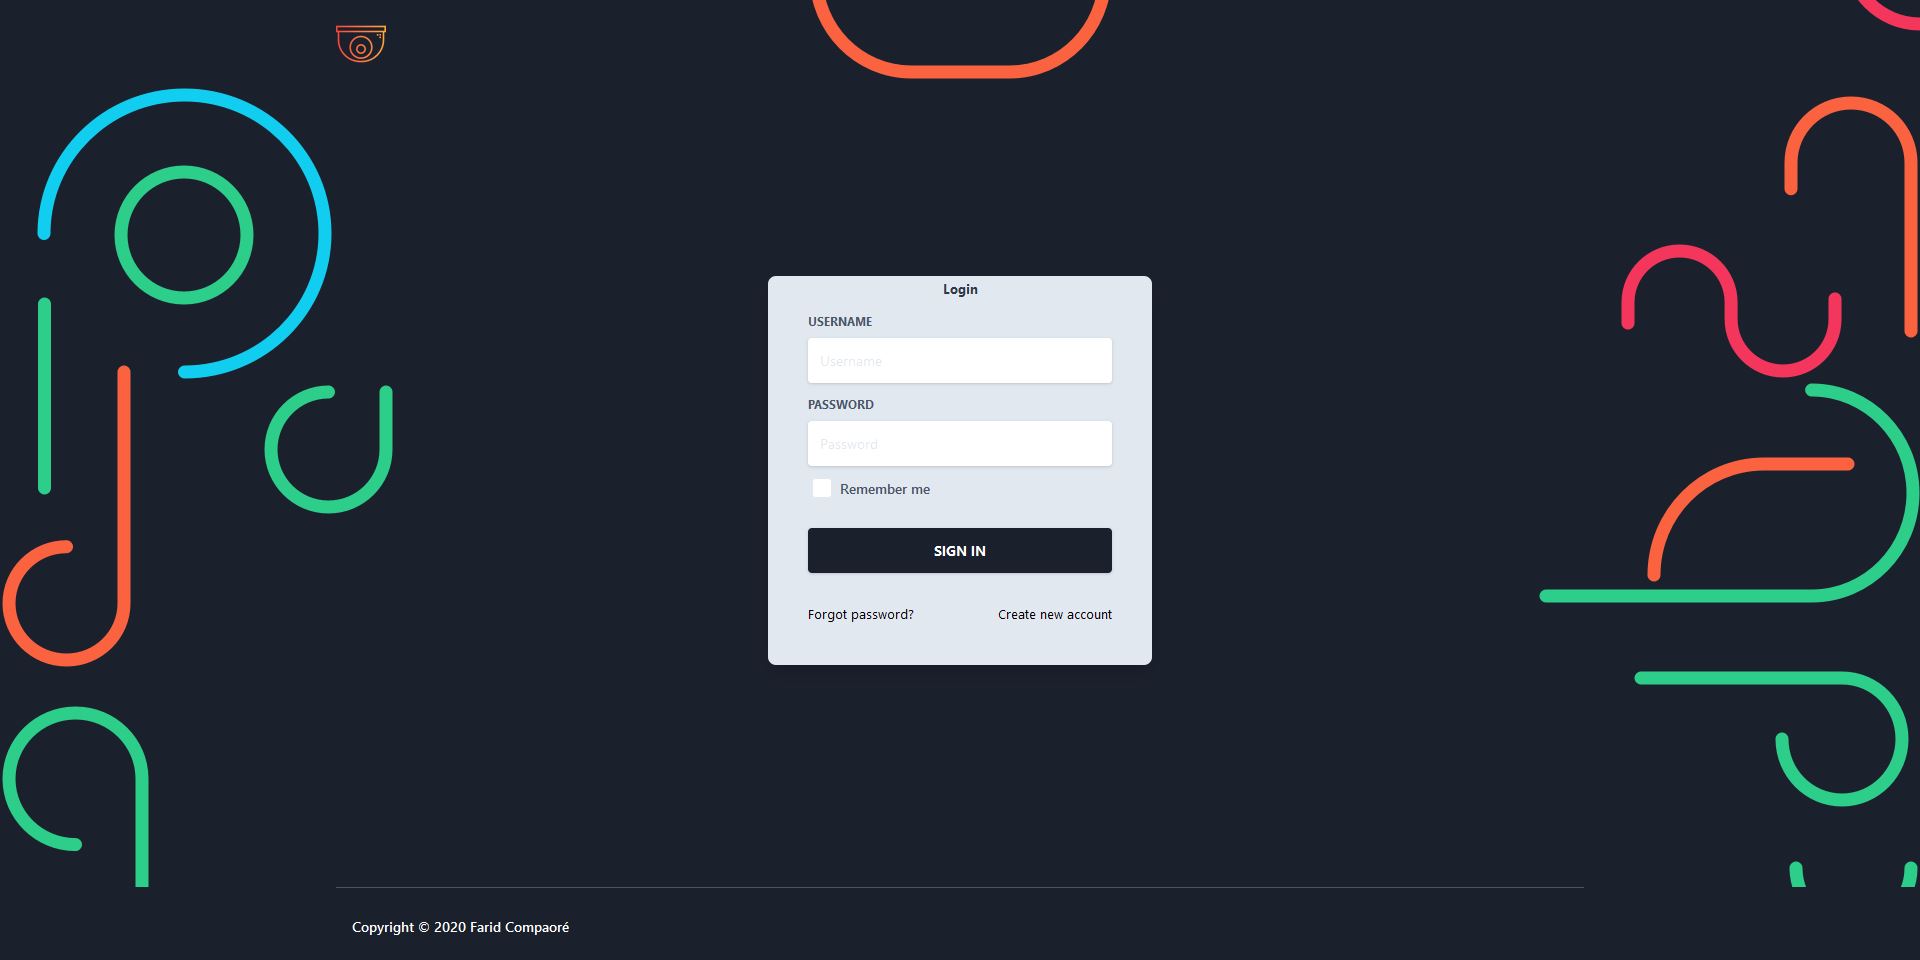 Login
USERNAME
Username
PASSWORD
Password
Remember me
SIGN IN
Forgot password? Create new account
Copyright © 2020 Farid Compaoré